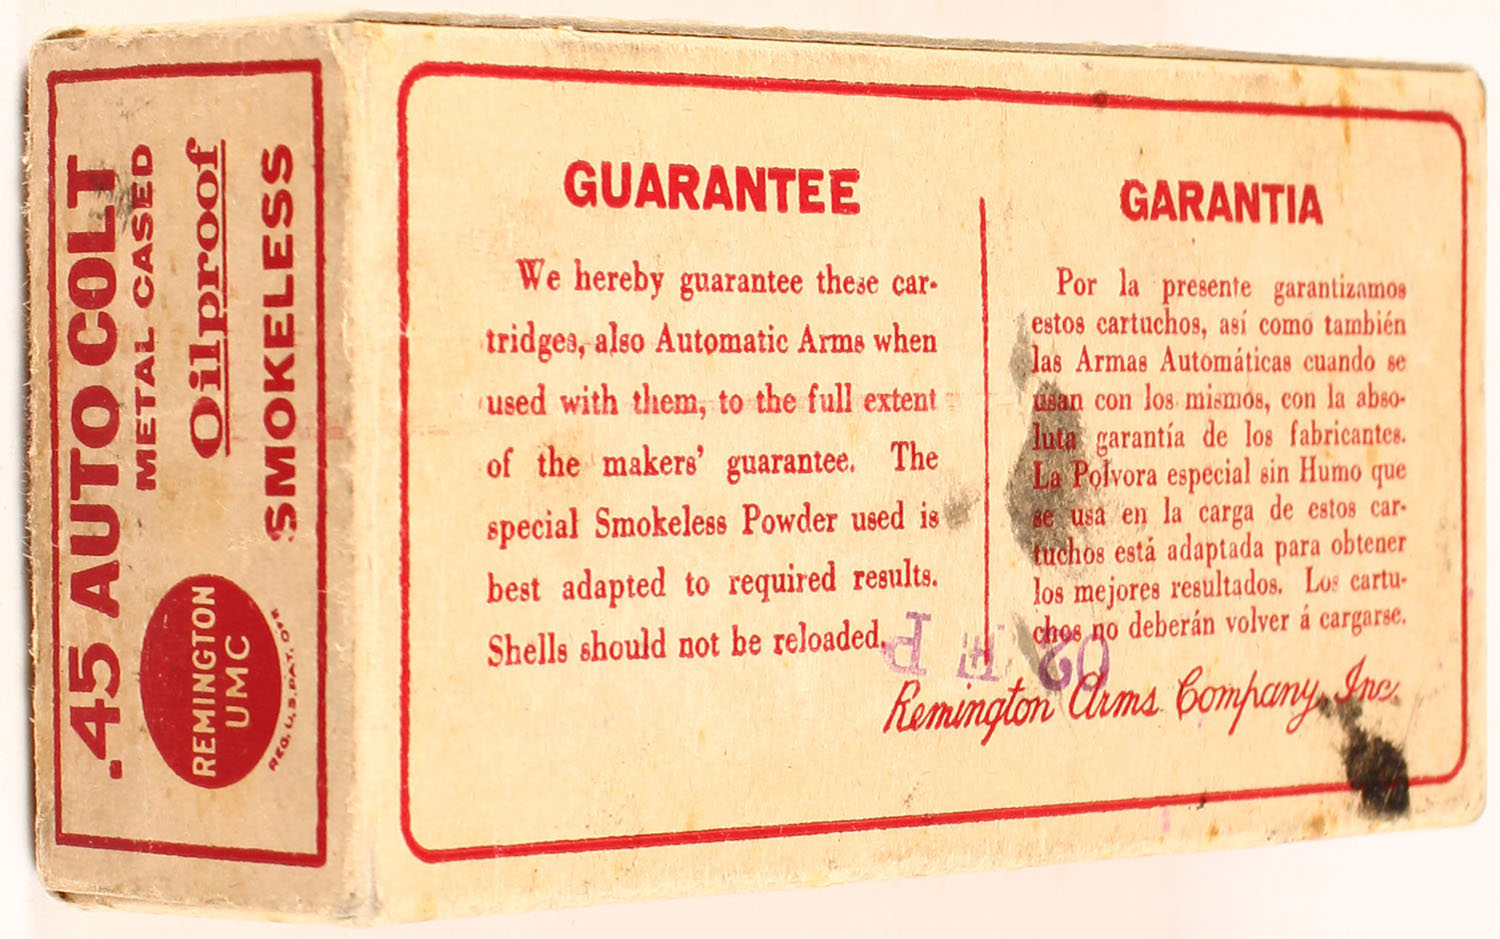 .45 AUTO COLT
METAL CASED
Oilproof
SMOKELESS
REMINGTON
UMC
REG. U.S. PAT. OFF.
GUARANTEE
We hereby guarantee these car-
tridges, also Automatic Arms when
used with them, to the full extent
of the makers' guarantee. The
special Smokeless Powder used is
best adapted to required results.
Shells should not be reloaded.
GARANTIA
Por la presente garantizamos
estos cartuchos, así como también
las Armas Automáticas cuando se
usan con los mismos, con la abso-
luta garantía de los fabricantes.
La Polvora especial sin Humo que
se usa en la carga de estos car-
tuchos está adaptada para obtener
los mejores resultados. Los cartu-
chos no deberán volver á cargarse.
Remington Arms Company, Inc.